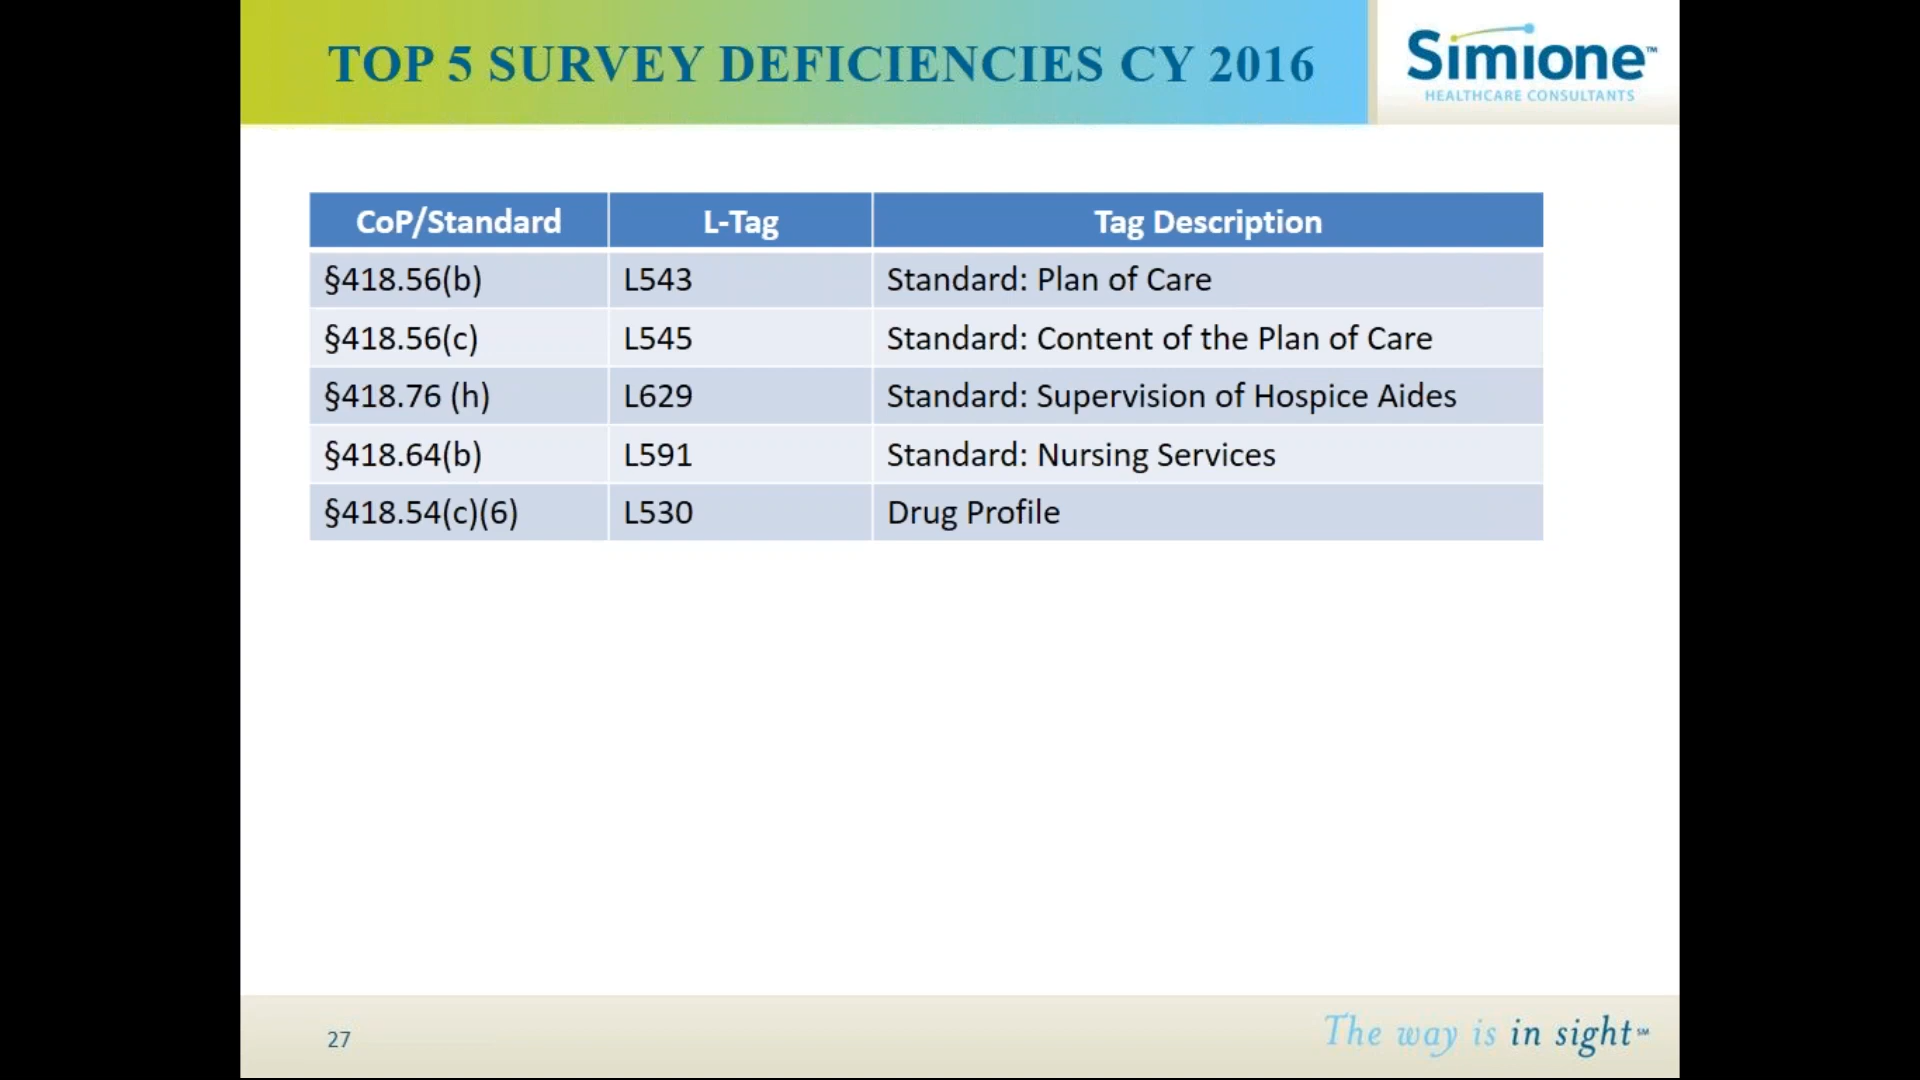 TOP 5 SURVEY DEFICIENCIES CY 2016
Simione™
HEALTHCARE CONSULTANTS
CoP/Standard L-Tag Tag Description
§418.56(b) L543 Standard: Plan of Care
§418.56(c) L545 Standard: Content of the Plan of Care
§418.76 (h) L629 Standard: Supervision of Hospice Aides
§418.64(b) L591 Standard: Nursing Services
§418.54(c)(6) L530 Drug Profile
27
The way is in sight℠